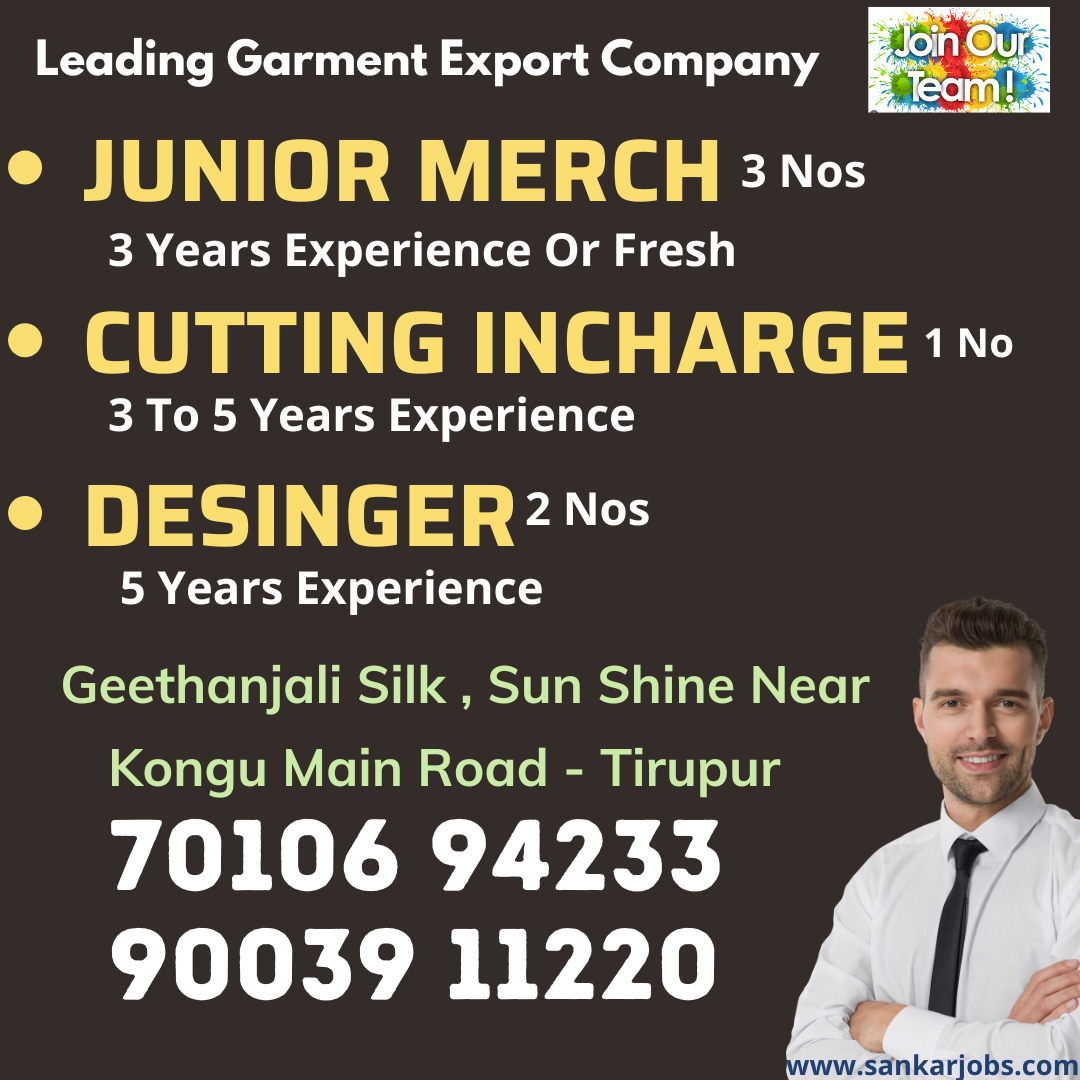 Leading Garment Export Company
Join Our
Team !
JUNIOR MERCH 3 Nos
3 Years Experience Or Fresh
CUTTING INCHARGE 1 No
3 To 5 Years Experience
DESINGER 2 Nos
5 Years Experience
Geethanjali Silk , Sun Shine Near
Kongu Main Road - Tirupur
70106 94233
90039 11220
www.sankarjobs.com